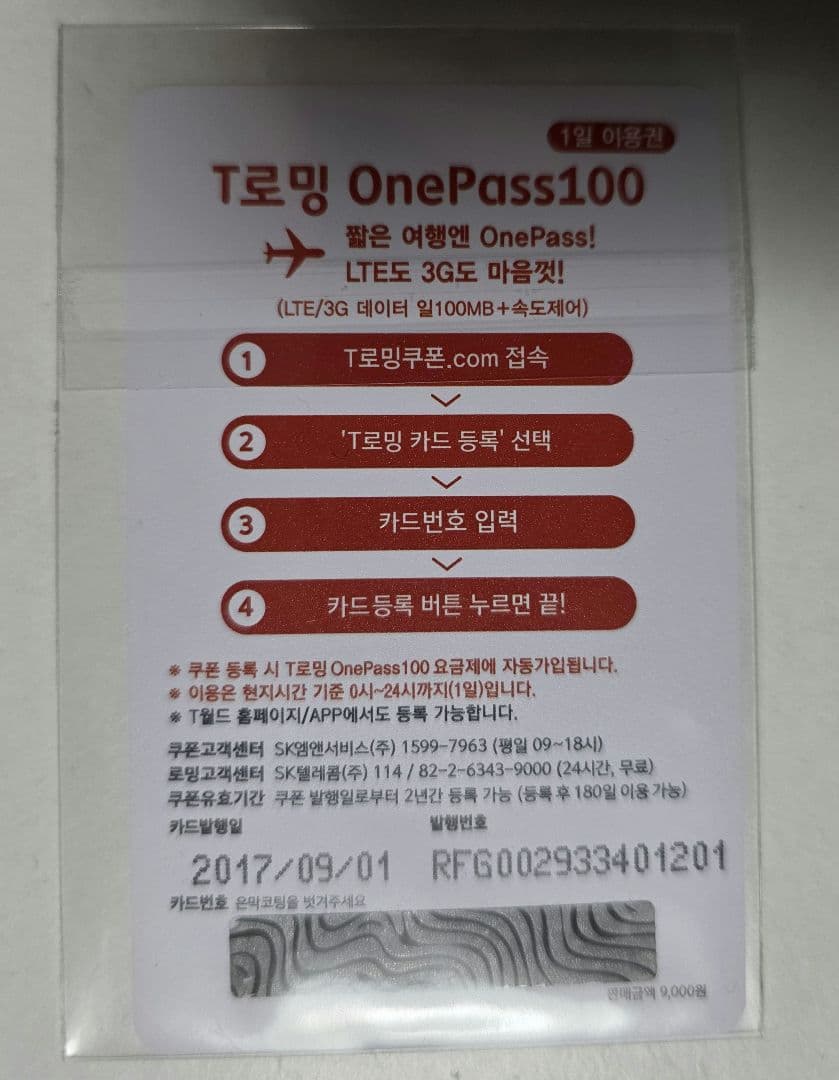 1일 이용권
T로밍 OnePass100
짧은 여행엔 OnePass!
LTE도 3G도 마음껏!
(LTE/3G 데이터 일100MB+속도제어)
1 T로밍쿠폰.com 접속
2 'T로밍 카드 등록' 선택
3 카드번호 입력
4 카드등록 버튼 누르면 끝!
※ 쿠폰 등록 시 T로밍 OnePass100 요금제에 자동가입됩니다.
※ 이용은 현지시간 기준 0시~24시까지(1일)입니다.
※ T월드 홈페이지/APP에서도 등록 가능합니다.
쿠폰고객센터 SK엠앤서비스(주) 1599-7963 (평일 09~18시)
로밍고객센터 SK텔레콤(주) 114 / 82-2-6343-9000 (24시간, 무료)
쿠폰유효기간 쿠폰 발행일로부터 2년간 등록 가능 (등록 후 180일 이용 가능)
카드발행일 발행번호
2017/09/01 RFG002933401201
카드번호 은막코팅을 벗겨주세요
판매금액 9,000원